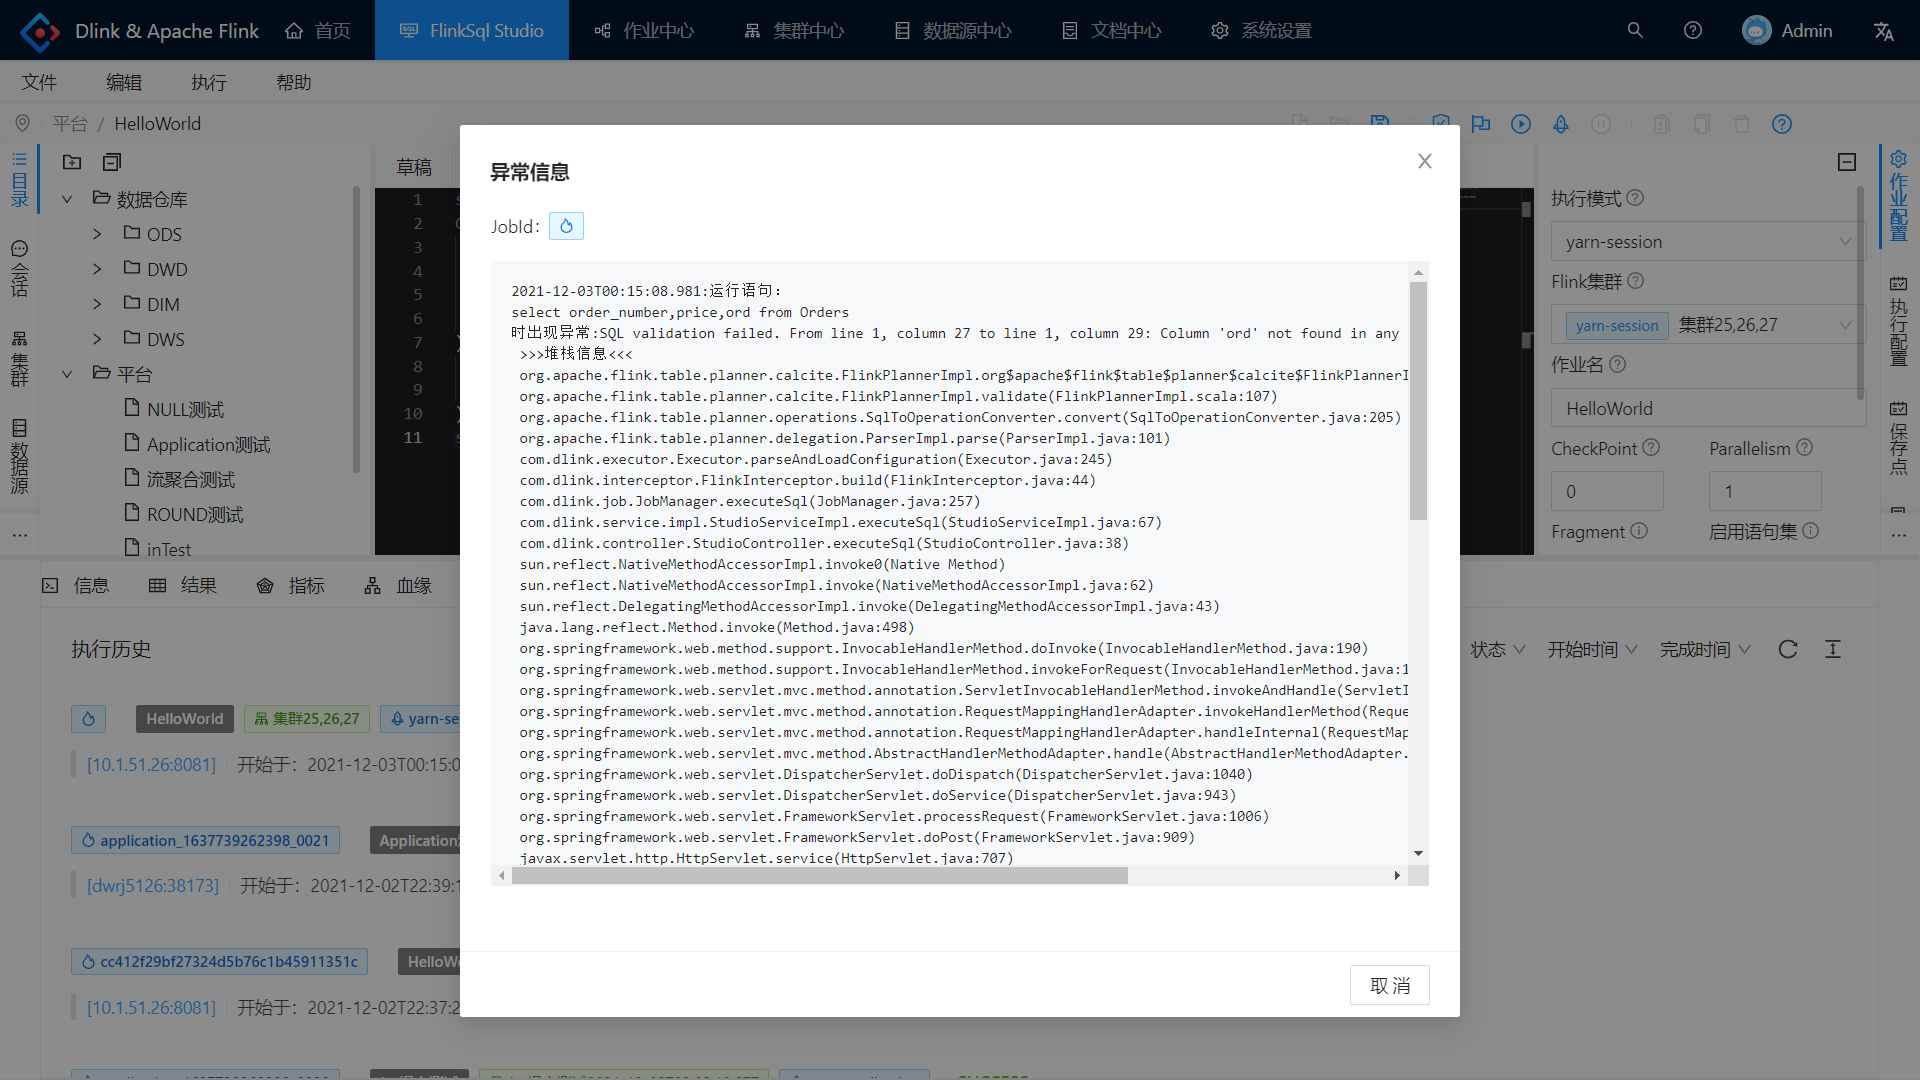 Dlink & Apache Flink 首页 FlinkSql Studio 作业中心 集群中心 数据源中心 文档中心 系统设置 Admin
文件 编辑 执行 帮助
平台 / HelloWorld
目录
会话
集群
数据源
数据仓库
ODS
DWD
DIM
DWS
平台
NULL测试
Application测试
流聚合测试
ROUND测试
inTest
草稿
1
2
3
4
5
6
7
8
9
10
11
异常信息
JobId:
2021-12-03T00:15:08.981:运行语句:
select order_number,price,ord from Orders
时出现异常:SQL validation failed. From line 1, column 27 to line 1, column 29: Column 'ord' not found in any
>>>堆栈信息<<<
org.apache.flink.table.planner.calcite.FlinkPlannerImpl.org$apache$flink$table$planner$calcite$FlinkPlannerI
org.apache.flink.table.planner.calcite.FlinkPlannerImpl.validate(FlinkPlannerImpl.scala:107)
org.apache.flink.table.planner.operations.SqlToOperationConverter.convert(SqlToOperationConverter.java:205)
org.apache.flink.table.planner.delegation.ParserImpl.parse(ParserImpl.java:101)
com.dlink.executor.Executor.parseAndLoadConfiguration(Executor.java:245)
com.dlink.interceptor.FlinkInterceptor.build(FlinkInterceptor.java:44)
com.dlink.job.JobManager.executeSql(JobManager.java:257)
com.dlink.service.impl.StudioServiceImpl.executeSql(StudioServiceImpl.java:67)
com.dlink.controller.StudioController.executeSql(StudioController.java:38)
sun.reflect.NativeMethodAccessorImpl.invoke0(Native Method)
sun.reflect.NativeMethodAccessorImpl.invoke(NativeMethodAccessorImpl.java:62)
sun.reflect.DelegatingMethodAccessorImpl.invoke(DelegatingMethodAccessorImpl.java:43)
java.lang.reflect.Method.invoke(Method.java:498)
org.springframework.web.method.support.InvocableHandlerMethod.doInvoke(InvocableHandlerMethod.java:190)
org.springframework.web.method.support.InvocableHandlerMethod.invokeForRequest(InvocableHandlerMethod.java:1
org.springframework.web.servlet.mvc.method.annotation.ServletInvocableHandlerMethod.invokeAndHandle(ServletI
org.springframework.web.servlet.mvc.method.annotation.RequestMappingHandlerAdapter.invokeHandlerMethod(Reque
org.springframework.web.servlet.mvc.method.annotation.RequestMappingHandlerAdapter.handleInternal(RequestMap
org.springframework.web.servlet.mvc.method.AbstractHandlerMethodAdapter.handle(AbstractHandlerMethodAdapter.
org.springframework.web.servlet.DispatcherServlet.doDispatch(DispatcherServlet.java:1040)
org.springframework.web.servlet.DispatcherServlet.doService(DispatcherServlet.java:943)
org.springframework.web.servlet.FrameworkServlet.processRequest(FrameworkServlet.java:1006)
org.springframework.web.servlet.FrameworkServlet.doPost(FrameworkServlet.java:909)
javax.servlet.http.HttpServlet.service(HttpServlet.java:707)
取 消
执行模式
yarn-session
Flink集群
yarn-session 集群25,26,27
作业名
HelloWorld
CheckPoint Parallelism
0 1
Fragment 启用语句集
作业配置
执行配置
保存点
信息 结果 指标 血缘
执行历史 状态 开始时间 完成时间
HelloWorld 集群25,26,27 yarn-se
[10.1.51.26:8081] 开始于：2021-12-03T00:15:0
application_1637739262398_0021 Application
[dwrj5126:38173] 开始于：2021-12-02T22:39:1
cc412f29bf27324d5b76c1b45911351c HelloW
[10.1.51.26:8081] 开始于：2021-12-02T22:37:2